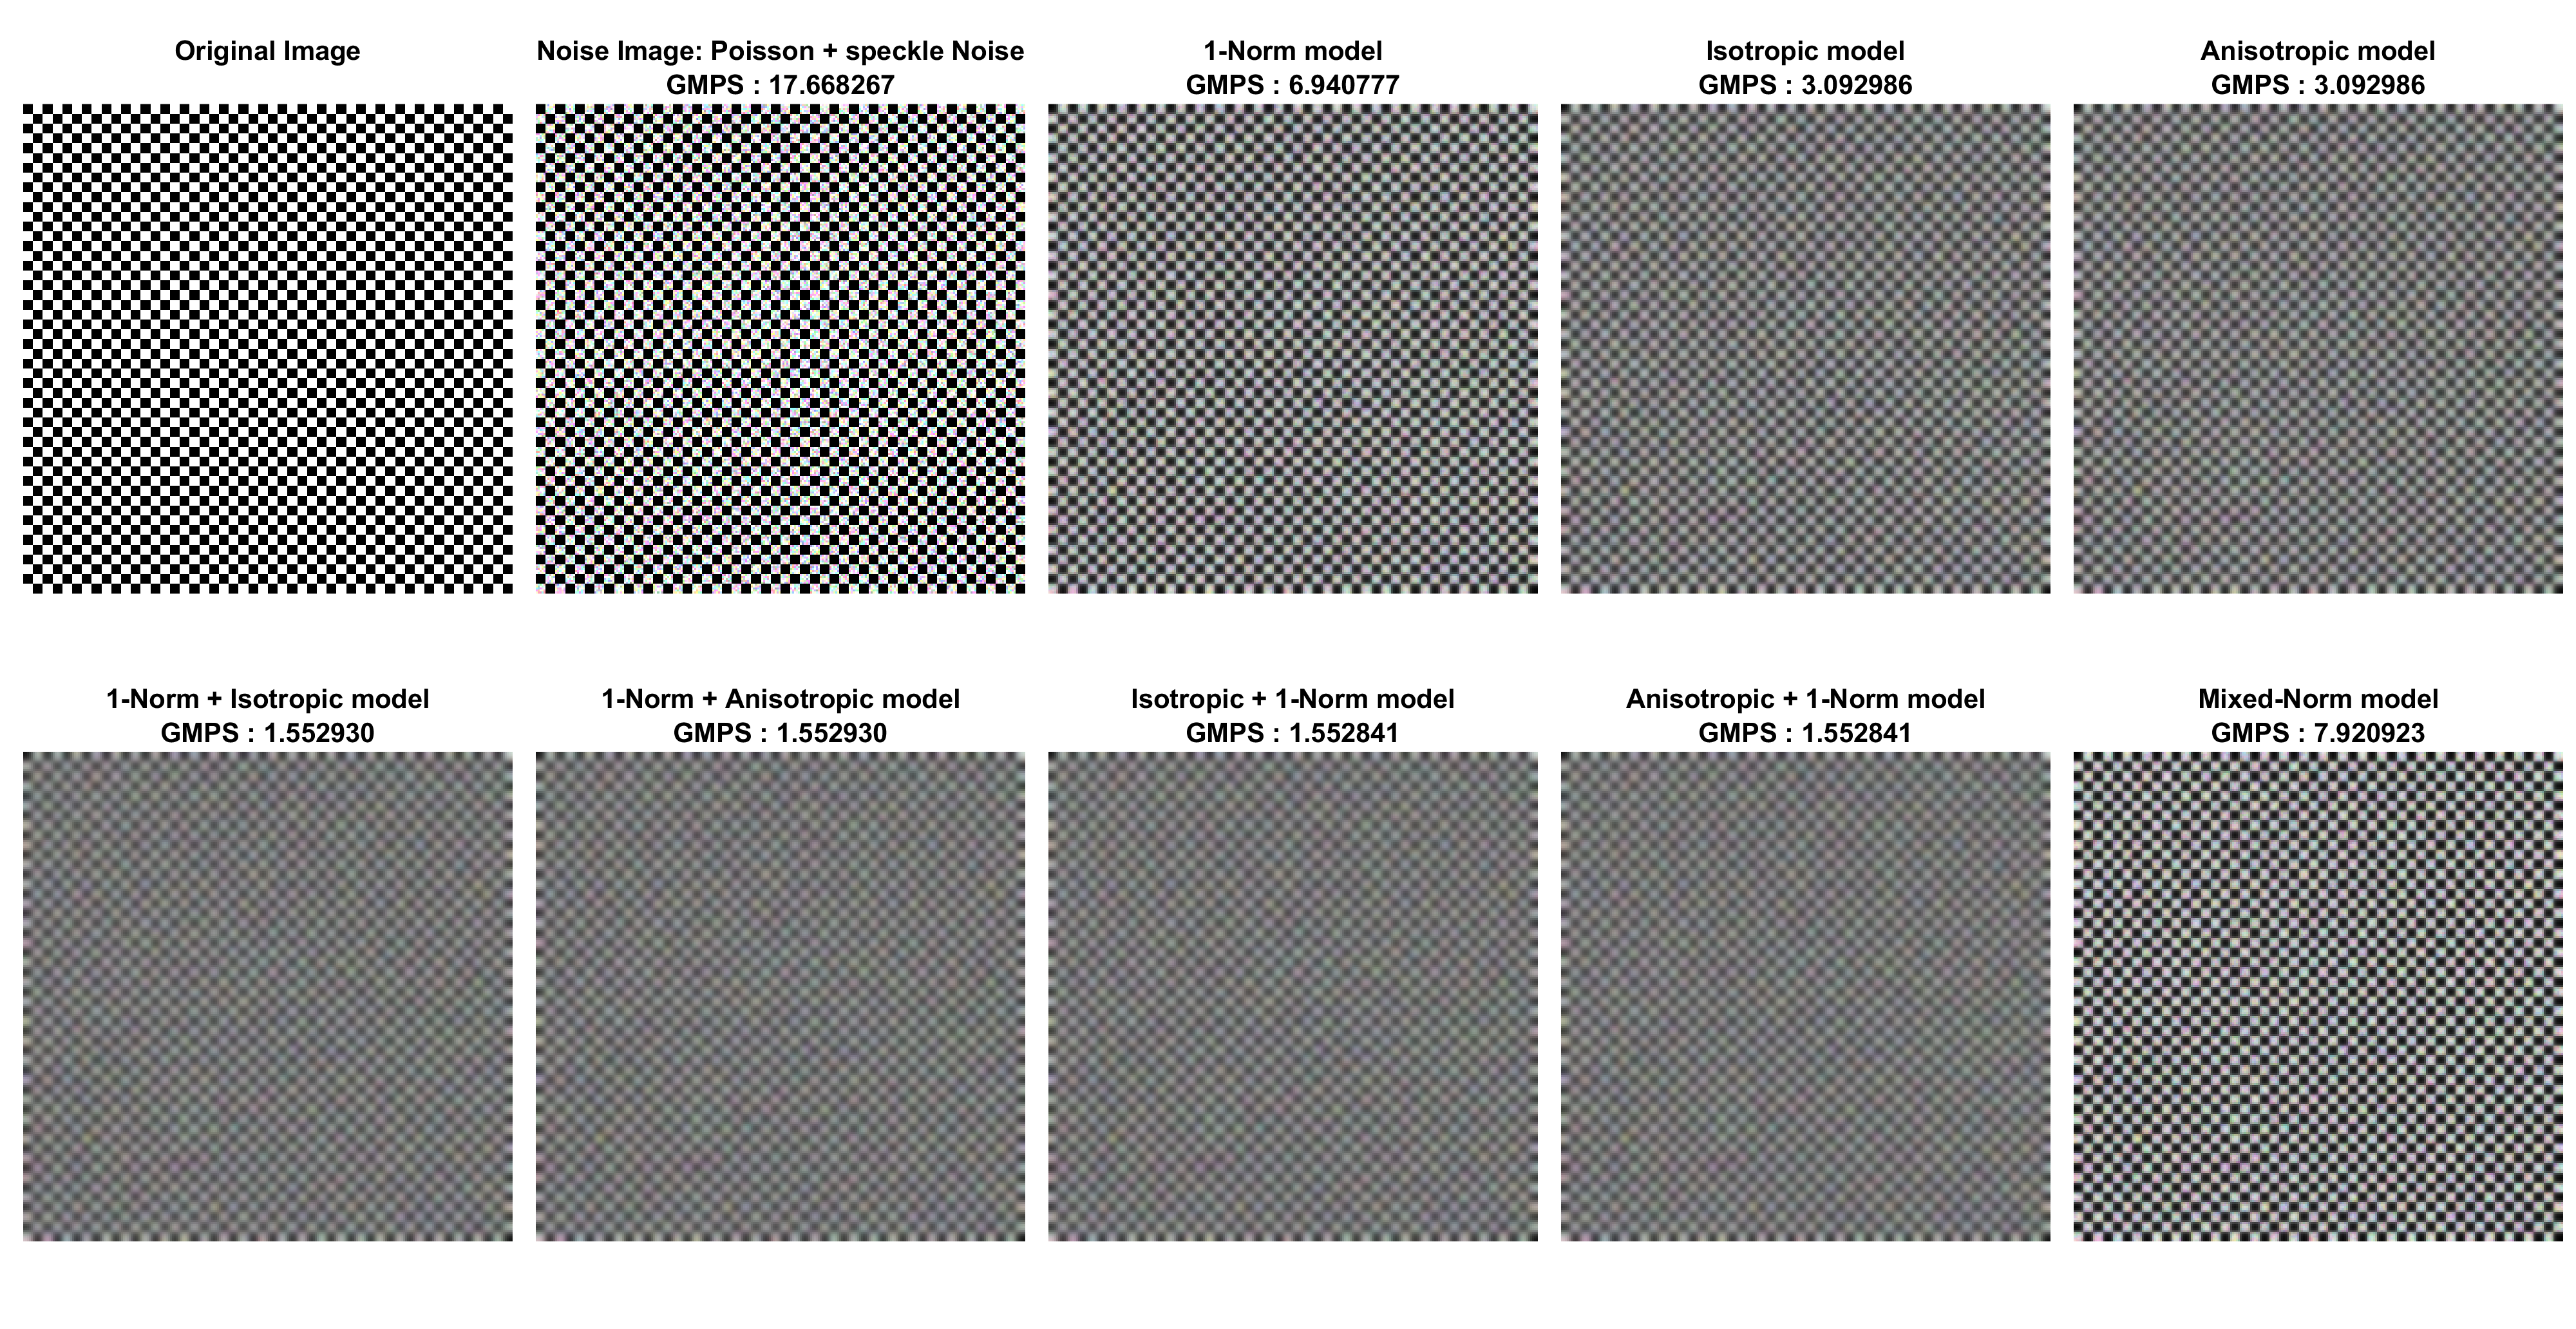 Original Image
Noise Image: Poisson + speckle Noise
GMPS : 17.668267
1-Norm model
GMPS : 6.940777
Isotropic model
GMPS : 3.092986
Anisotropic model
GMPS : 3.092986
1-Norm + Isotropic model
GMPS : 1.552930
1-Norm + Anisotropic model
GMPS : 1.552930
Isotropic + 1-Norm model
GMPS : 1.552841
Anisotropic + 1-Norm model
GMPS : 1.552841
Mixed-Norm model
GMPS : 7.920923